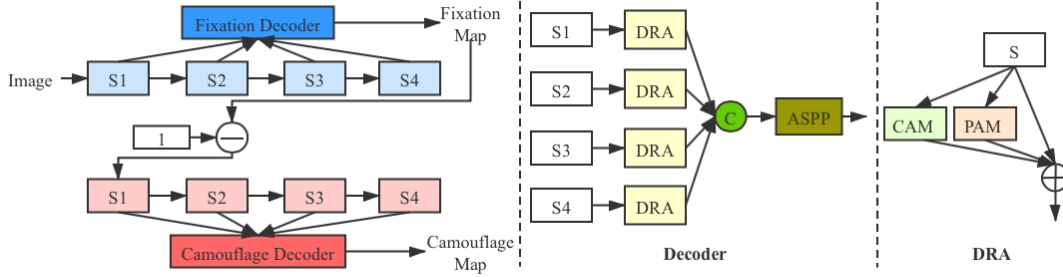 Fixation Decoder
Fixation
Map
Image
S1
S2
S3
S4
1
S1
S2
S3
S4
Camouflage Decoder
Camouflage
Map
S1
DRA
S2
DRA
S3
DRA
S4
DRA
C
ASPP
Decoder
S
CAM
PAM
DRA